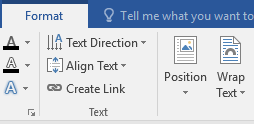 Format
Tell me what you want to
Text Direction
Align Text
Create Link
Text
Position
Wrap
Text